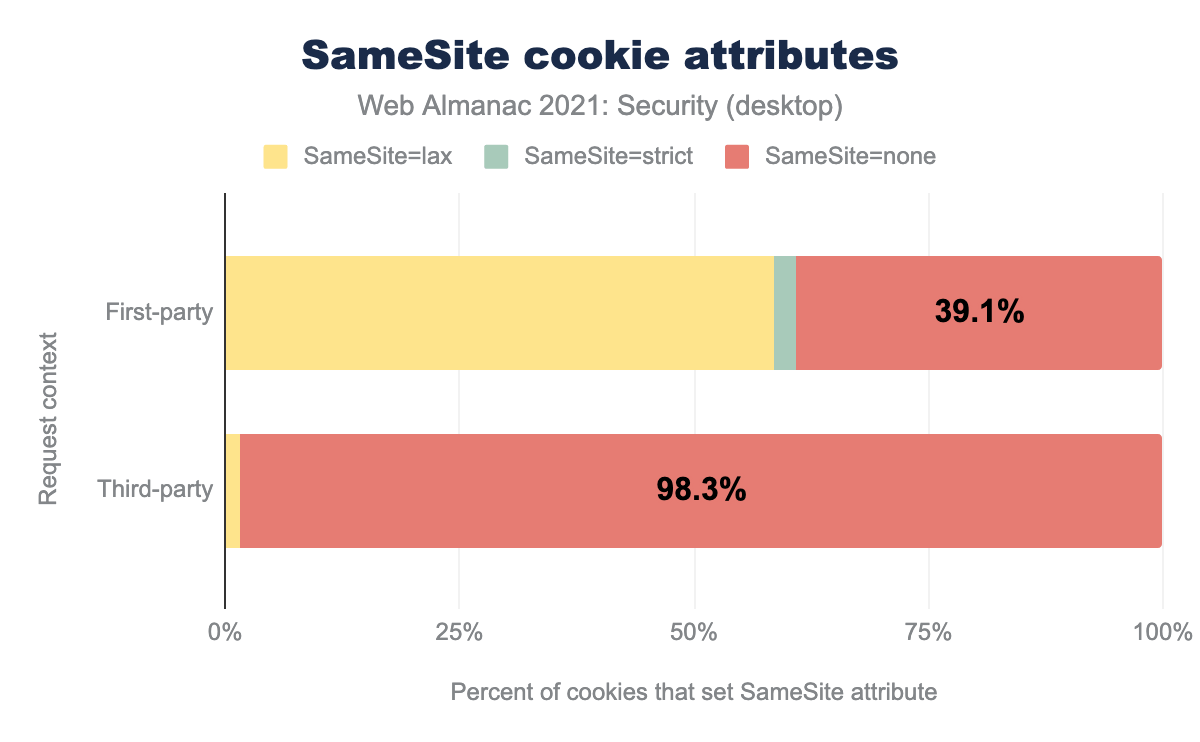 SameSite cookie attributes
Web Almanac 2021: Security (desktop)
SameSite=lax SameSite=strict SameSite=none
Request context
First-party
39.1%
Third-party
98.3%
0% 25% 50% 75% 100%
Percent of cookies that set SameSite attribute